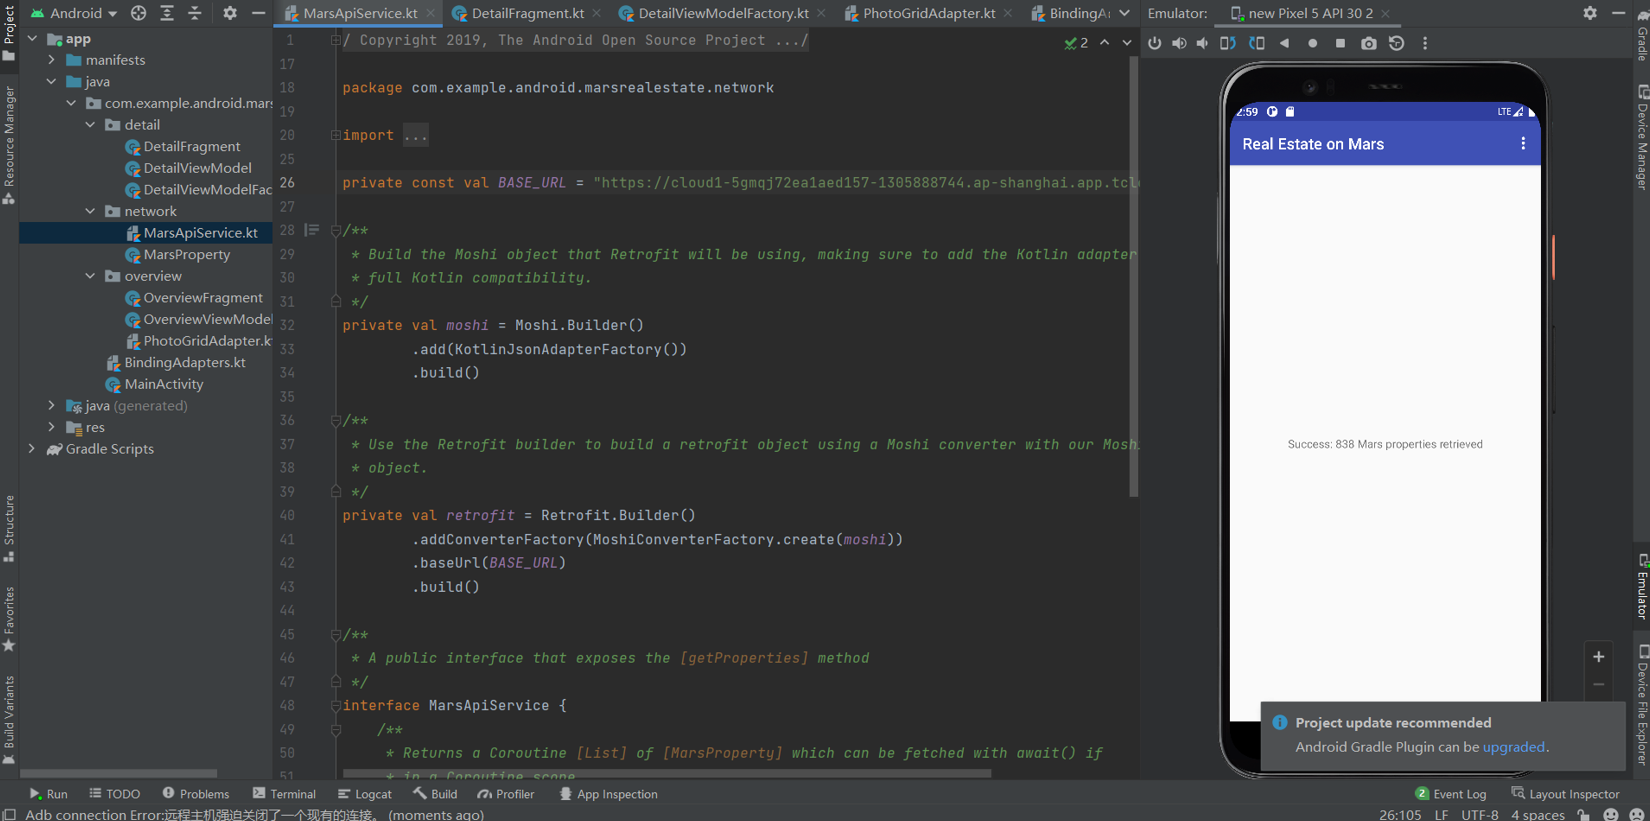 Project
Android
MarsApiService.kt
DetailFragment.kt
DetailViewModelFactory.kt
PhotoGridAdapter.kt
BindingA
Emulator:
new Pixel 5 API 30 2
Gradle
Device Manager
Emulator
Device File Explorer
Resource Manager
Structure
Favorites
Build Variants
app
manifests
java
com.example.android.mars
detail
DetailFragment
DetailViewModel
DetailViewModelFac
network
MarsApiService.kt
MarsProperty
overview
OverviewFragment
OverviewViewModel
PhotoGridAdapter.k
BindingAdapters.kt
MainActivity
java (generated)
res
Gradle Scripts
2
1 / Copyright 2019, The Android Open Source Project .../
17
18 package com.example.android.marsrealestate.network
19
20 import ...
25
26 private const val BASE_URL = "https://cloud1-5gmqj72ea1aed157-1305888744.ap-shanghai.app.tcl
27
28 /**
29 * Build the Moshi object that Retrofit will be using, making sure to add the Kotlin adapter
30 * full Kotlin compatibility.
31 */
32 private val moshi = Moshi.Builder()
33 .add(KotlinJsonAdapterFactory())
34 .build()
35
36 /**
37 * Use the Retrofit builder to build a retrofit object using a Moshi converter with our Mosh
38 * object.
39 */
40 private val retrofit = Retrofit.Builder()
41 .addConverterFactory(MoshiConverterFactory.create(moshi))
42 .baseUrl(BASE_URL)
43 .build()
44
45 /**
46 * A public interface that exposes the [getProperties] method
47 */
48 interface MarsApiService {
49 /**
50 * Returns a Coroutine [List] of [MarsProperty] which can be fetched with await() if
51 * in a Coroutine scope
2:59
LTE
Real Estate on Mars
Success: 838 Mars properties retrieved
Project update recommended
Android Gradle Plugin can be upgraded.
Run
TODO
Problems
Terminal
Logcat
Build
Profiler
App Inspection
2 Event Log
Layout Inspector
Adb connection Error:远程主机强迫关闭了一个现有的连接。 (moments ago)
26:105 LF UTF-8 4 spaces